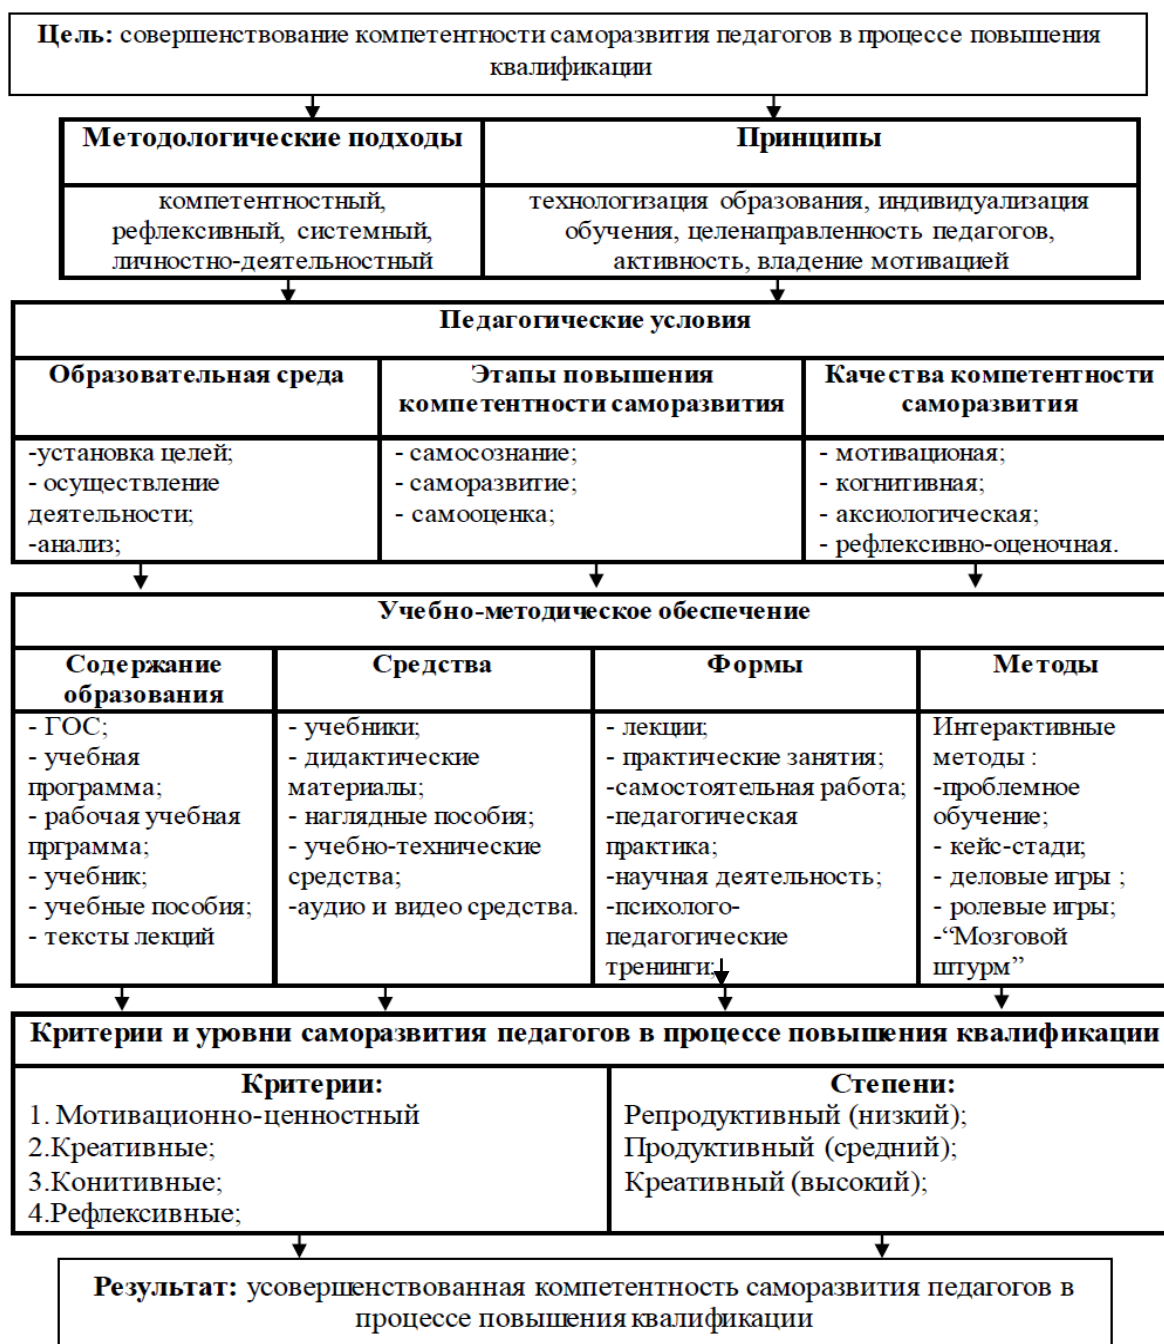 Цель: совершенствование компетентности саморазвития педагогов в процессе повышения
квалификации
Методологические подходы
Принципы
компетентностный,
рефлексивный, системный,
личностно-деятельностный
технологизация образования, индивидуализация
обучения, целенаправленность педагогов,
активность, владение мотивацией
Педагогические условия
Образовательная среда
Этапы повышения
компетентности саморазвития
Качества компетентности
саморазвития
-установка целей;
- осуществление
деятельности;
-анализ;
- самосознание;
- саморазвитие;
- самооценка;
- мотивационая;
- когнитивная;
- аксиологическая;
- рефлексивно-оценочная.
Учебно-методическое обеспечение
Содержание
образования
Средства
Формы
Методы
- ГОС;
- учебная
программа;
- рабочая учебная
прграмма;
- учебник;
- учебные пособия;
- тексты лекций
- учебники;
- дидактические
материалы;
- наглядные пособия;
- учебно-технические
средства;
-аудио и видео средства.
- лекции;
- практические занятия;
-самостоятельная работа;
-педагогическая
практика;
-научная деятельность;
-психолого-
педагогические
тренинги;
Интерактивные
методы :
-проблемное
обучение;
- кейс-стади;
- деловые игры ;
- ролевые игры;
-“Мозговой
штурм”
Критерии и уровни саморазвития педагогов в процессе повышения квалификации
Критерии:
1. Мотивационно-ценностный
2.Креативные;
3.Конитивные;
4.Рефлексивные;
Степени:
Репродуктивный (низкий);
Продуктивный (средний);
Креативный (высокий);
Результат: усовершенствованная компетентность саморазвития педагогов в
процессе повышения квалификации